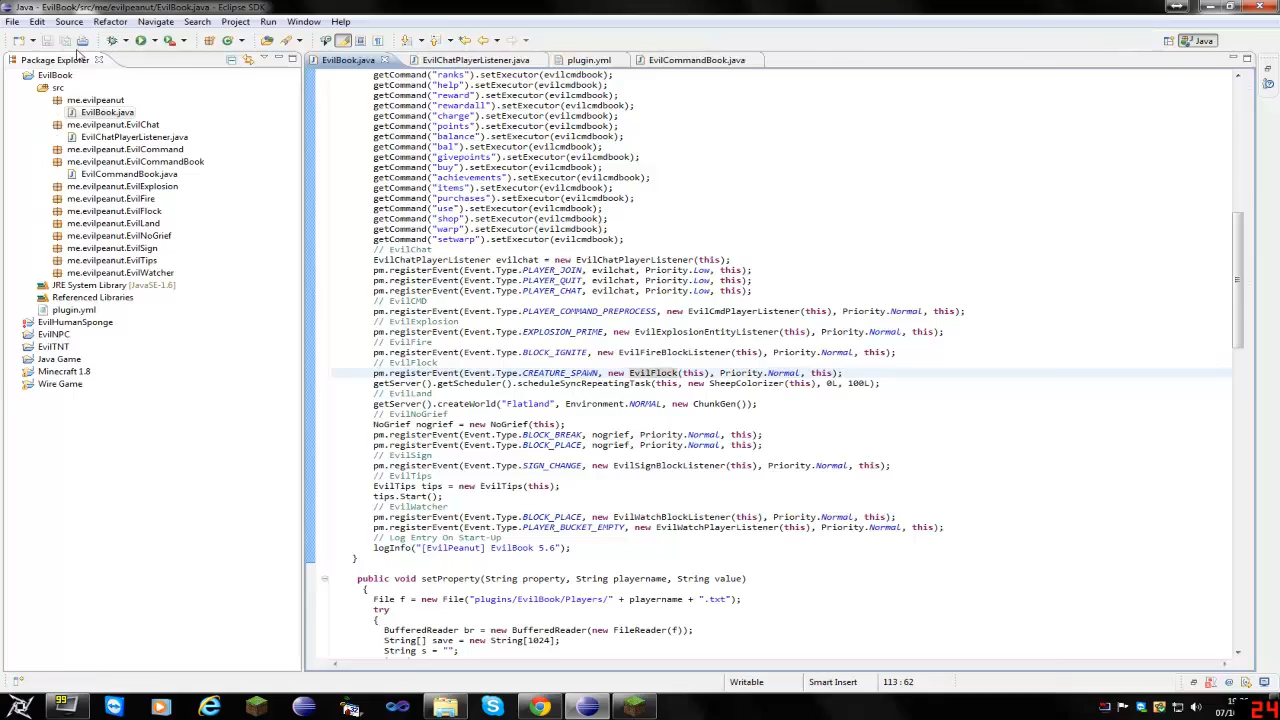 Java - EvilBook/src/me/evilpeanut/EvilBook.java - Eclipse SDK
File Edit Source Refactor Navigate Search Project Run Window Help
Java
Package Explorer
EvilBook.java
EvilChatPlayerListener.java
plugin.yml
EvilCommandBook.java
EvilBook
src
me.evilpeanut
EvilBook.java
me.evilpeanut.EvilChat
EvilChatPlayerListener.java
me.evilpeanut.EvilCommand
me.evilpeanut.EvilCommandBook
EvilCommandBook.java
me.evilpeanut.EvilExplosion
me.evilpeanut.EvilFire
me.evilpeanut.EvilFlock
me.evilpeanut.EvilLand
me.evilpeanut.EvilNoGrief
me.evilpeanut.EvilSign
me.evilpeanut.EvilTips
me.evilpeanut.EvilWatcher
JRE System Library [JavaSE-1.6]
Referenced Libraries
plugin.yml
EvilHumanSponge
EvilNPC
EvilTNT
Java Game
Minecraft 1.8
Wire Game
getCommand("ranks").setExecutor(evilcmdbook);
getCommand("help").setExecutor(evilcmdbook);
getCommand("reward").setExecutor(evilcmdbook);
getCommand("rewardall").setExecutor(evilcmdbook);
getCommand("charge").setExecutor(evilcmdbook);
getCommand("points").setExecutor(evilcmdbook);
getCommand("balance").setExecutor(evilcmdbook);
getCommand("bal").setExecutor(evilcmdbook);
getCommand("givepoints").setExecutor(evilcmdbook);
getCommand("buy").setExecutor(evilcmdbook);
getCommand("achievements").setExecutor(evilcmdbook);
getCommand("items").setExecutor(evilcmdbook);
getCommand("purchases").setExecutor(evilcmdbook);
getCommand("use").setExecutor(evilcmdbook);
getCommand("shop").setExecutor(evilcmdbook);
getCommand("warp").setExecutor(evilcmdbook);
getCommand("setwarp").setExecutor(evilcmdbook);
// EvilChat
EvilChatPlayerListener evilchat = new EvilChatPlayerListener(this);
pm.registerEvent(Event.Type.PLAYER_JOIN, evilchat, Priority.Low, this);
pm.registerEvent(Event.Type.PLAYER_QUIT, evilchat, Priority.Low, this);
pm.registerEvent(Event.Type.PLAYER_CHAT, evilchat, Priority.Low, this);
// EvilCMD
pm.registerEvent(Event.Type.PLAYER_COMMAND_PREPROCESS, new EvilCmdPlayerListener(this), Priority.Normal, this);
// EvilExplosion
pm.registerEvent(Event.Type.EXPLOSION_PRIME, new EvilExplosionEntityListener(this), Priority.Normal, this);
// EvilFire
pm.registerEvent(Event.Type.BLOCK_IGNITE, new EvilFireBlockListener(this), Priority.Normal, this);
// EvilFlock
pm.registerEvent(Event.Type.CREATURE_SPAWN, new EvilFlock(this), Priority.Normal, this);
getServer().getScheduler().scheduleSyncRepeatingTask(this, new SheepColorizer(this), 0L, 100L);
// EvilLand
getServer().createWorld("Flatland", Environment.NORMAL, new ChunkGen());
// EvilNoGrief
NoGrief nogrief = new NoGrief(this);
pm.registerEvent(Event.Type.BLOCK_BREAK, nogrief, Priority.Normal, this);
pm.registerEvent(Event.Type.BLOCK_PLACE, nogrief, Priority.Normal, this);
// EvilSign
pm.registerEvent(Event.Type.SIGN_CHANGE, new EvilSignBlockListener(this), Priority.Normal, this);
// EvilTips
EvilTips tips = new EvilTips(this);
tips.Start();
// EvilWatcher
pm.registerEvent(Event.Type.BLOCK_PLACE, new EvilWatchBlockListener(this), Priority.Normal, this);
pm.registerEvent(Event.Type.PLAYER_BUCKET_EMPTY, new EvilWatchPlayerListener(this), Priority.Normal, this);
// Log Entry On Start-Up
logInfo("[EvilPeanut] EvilBook 5.6");
}
public void setProperty(String property, String playername, String value)
{
File f = new File("plugins/EvilBook/Players/" + playername + ".txt");
try
{
BufferedReader br = new BufferedReader(new FileReader(f));
String[] save = new String[1024];
String s = "";
Writable Smart Insert 113 : 62
99
24